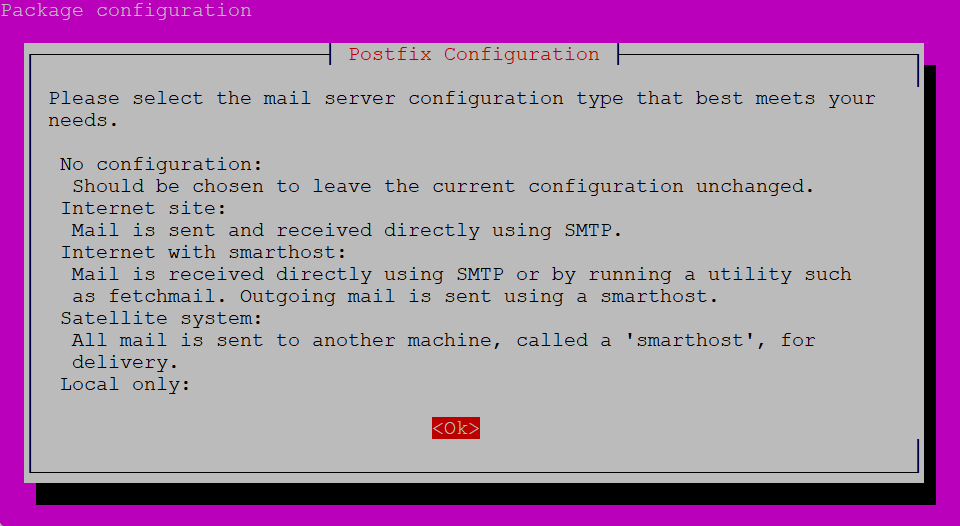 Package configuration
Postfix Configuration
Please select the mail server configuration type that best meets your
needs.
No configuration:
Should be chosen to leave the current configuration unchanged.
Internet site:
Mail is sent and received directly using SMTP.
Internet with smarthost:
Mail is received directly using SMTP or by running a utility such
as fetchmail. Outgoing mail is sent using a smarthost.
Satellite system:
All mail is sent to another machine, called a 'smarthost', for
delivery.
Local only:
<Ok>